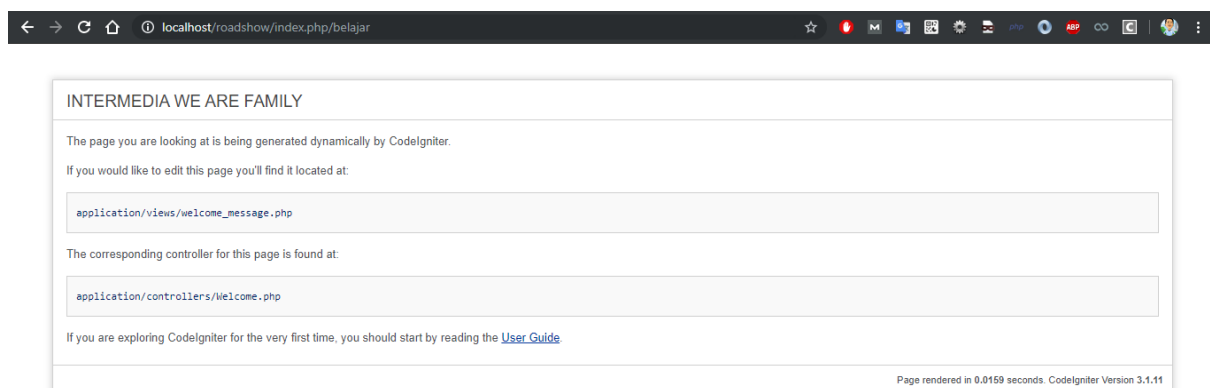 localhost/roadshow/index.php/belajar
INTERMEDIA WE ARE FAMILY
The page you are looking at is being generated dynamically by CodeIgniter.
If you would like to edit this page you'll find it located at:
application/views/welcome_message.php
The corresponding controller for this page is found at:
application/controllers/Welcome.php
If you are exploring CodeIgniter for the very first time, you should start by reading the User Guide.
Page rendered in 0.0159 seconds. CodeIgniter Version 3.1.11